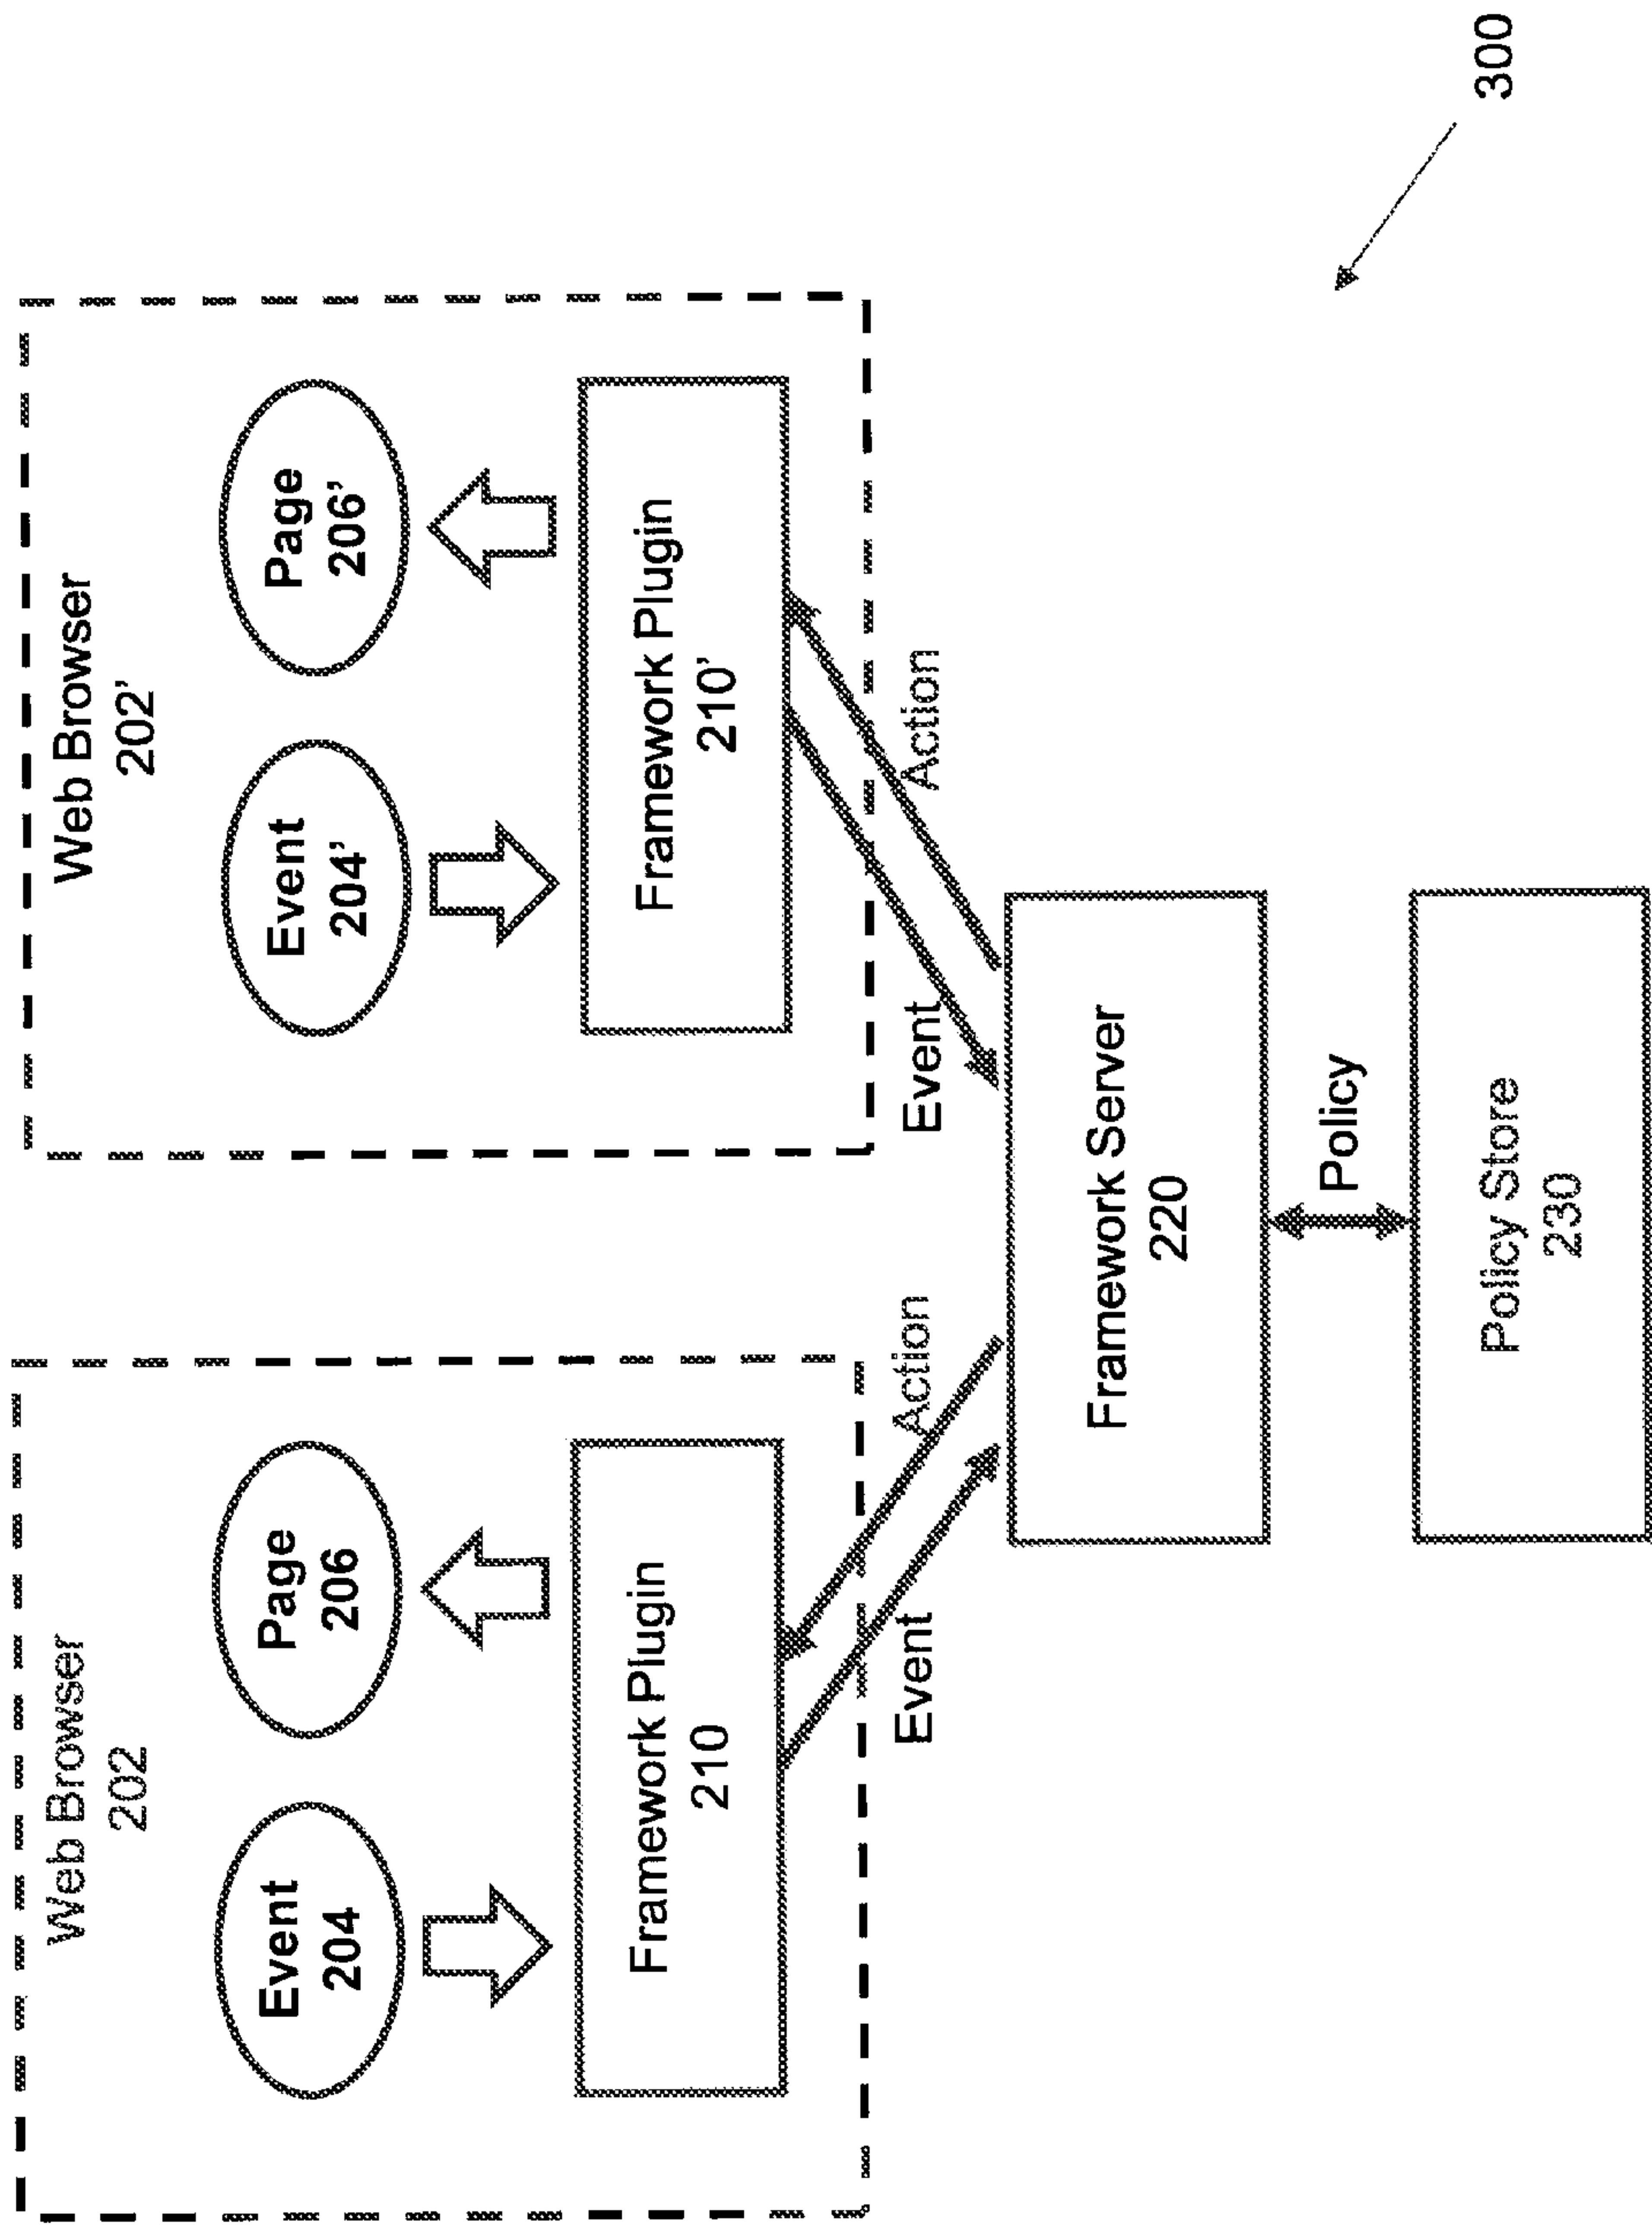 Web Browser
202
Event
204
Page
206
Framework Plugin
210
Event
Action
Web Browser
202'
Event
204'
Page
206'
Framework Plugin
210'
Event
Action
Framework Server
220
Policy
Policy Store
230
300